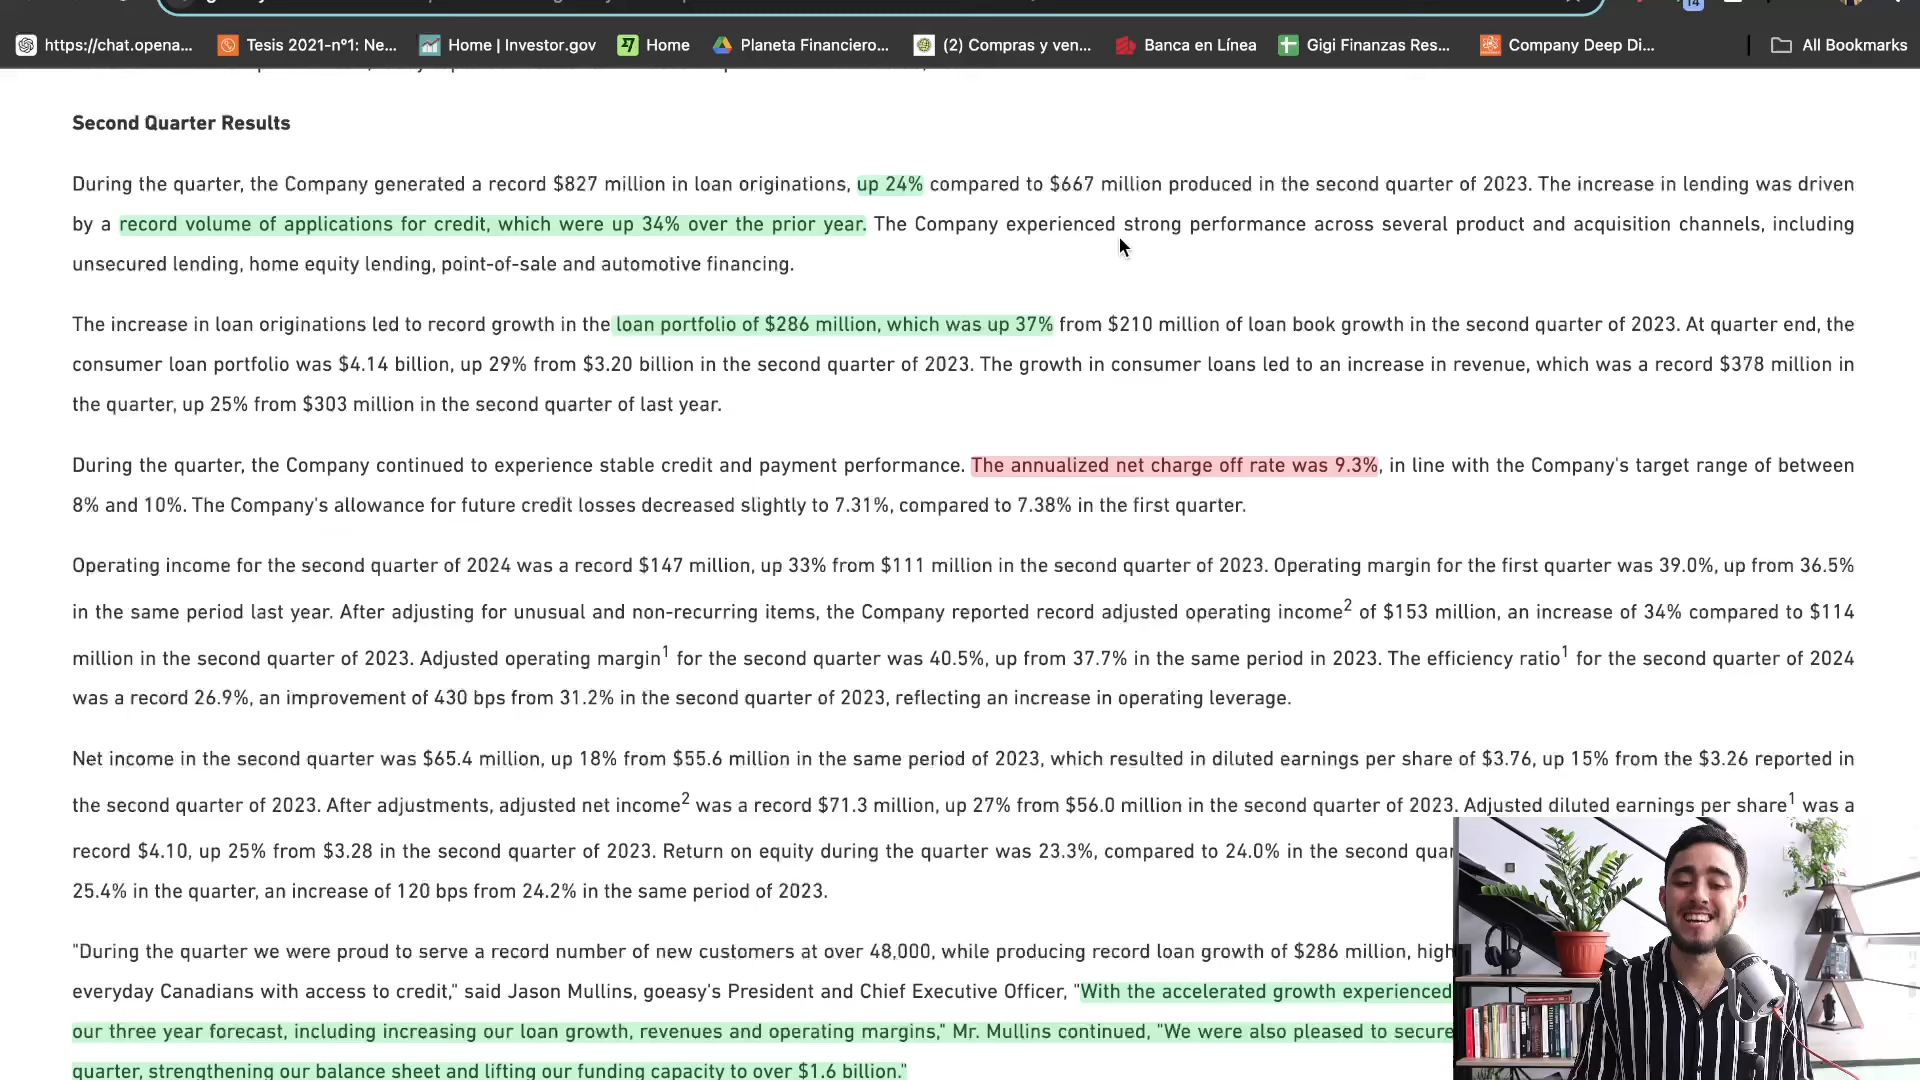 14
https://chat.opena... Tesis 2021-nº1: Ne... Home | Investor.gov Home Planeta Financiero... (2) Compras y ven... Banca en Línea Gigi Finanzas Res... Company Deep Di... All Bookmarks
Second Quarter Results
During the quarter, the Company generated a record $827 million in loan originations, up 24% compared to $667 million produced in the second quarter of 2023. The increase in lending was driven
by a record volume of applications for credit, which were up 34% over the prior year. The Company experienced strong performance across several product and acquisition channels, including
unsecured lending, home equity lending, point-of-sale and automotive financing.
The increase in loan originations led to record growth in the loan portfolio of $286 million, which was up 37% from $210 million of loan book growth in the second quarter of 2023. At quarter end, the
consumer loan portfolio was $4.14 billion, up 29% from $3.20 billion in the second quarter of 2023. The growth in consumer loans led to an increase in revenue, which was a record $378 million in
the quarter, up 25% from $303 million in the second quarter of last year.
During the quarter, the Company continued to experience stable credit and payment performance. The annualized net charge off rate was 9.3%, in line with the Company's target range of between
8% and 10%. The Company's allowance for future credit losses decreased slightly to 7.31%, compared to 7.38% in the first quarter.
Operating income for the second quarter of 2024 was a record $147 million, up 33% from $111 million in the second quarter of 2023. Operating margin for the first quarter was 39.0%, up from 36.5%
in the same period last year. After adjusting for unusual and non-recurring items, the Company reported record adjusted operating income2 of $153 million, an increase of 34% compared to $114
million in the second quarter of 2023. Adjusted operating margin1 for the second quarter was 40.5%, up from 37.7% in the same period in 2023. The efficiency ratio1 for the second quarter of 2024
was a record 26.9%, an improvement of 430 bps from 31.2% in the second quarter of 2023, reflecting an increase in operating leverage.
Net income in the second quarter was $65.4 million, up 18% from $55.6 million in the same period of 2023, which resulted in diluted earnings per share of $3.76, up 15% from the $3.26 reported in
the second quarter of 2023. After adjustments, adjusted net income2 was a record $71.3 million, up 27% from $56.0 million in the second quarter of 2023. Adjusted diluted earnings per share1 was a
record $4.10, up 25% from $3.28 in the second quarter of 2023. Return on equity during the quarter was 23.3%, compared to 24.0% in the second quar
25.4% in the quarter, an increase of 120 bps from 24.2% in the same period of 2023.
"During the quarter we were proud to serve a record number of new customers at over 48,000, while producing record loan growth of $286 million, high
everyday Canadians with access to credit," said Jason Mullins, goeasy's President and Chief Executive Officer, "With the accelerated growth experienced
our three year forecast, including increasing our loan growth, revenues and operating margins," Mr. Mullins continued, "We were also pleased to secure
quarter, strengthening our balance sheet and lifting our funding capacity to over $1.6 billion."